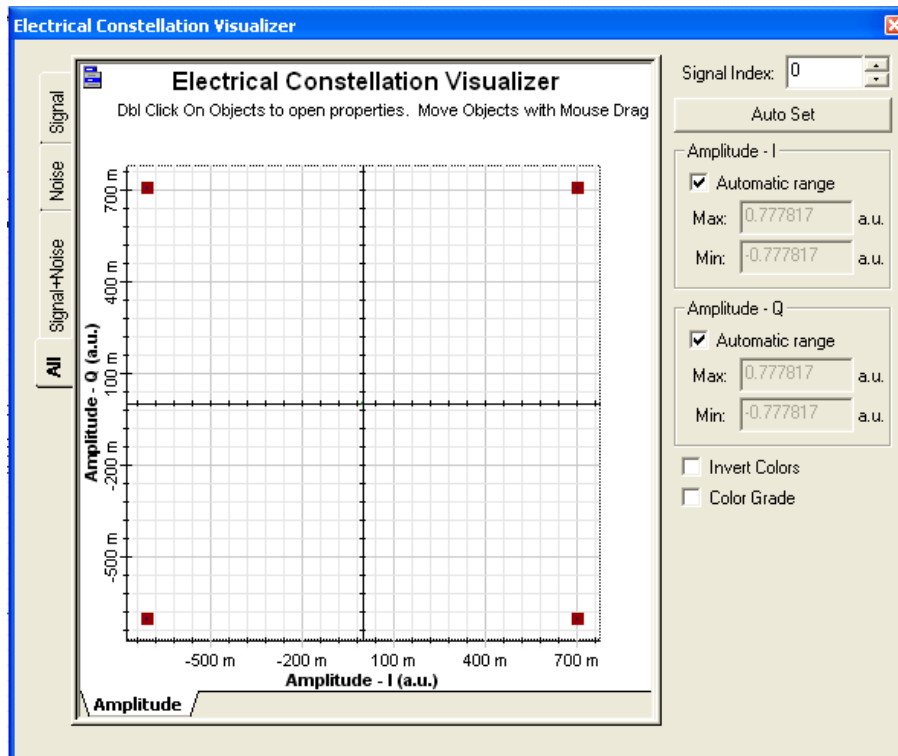 Electrical Constellation Visualizer
Signal
Noise
Signal+Noise
All
Electrical Constellation Visualizer
Dbl Click On Objects to open properties. Move Objects with Mouse Drag
Amplitude - Q (a.u.)
700 m
400 m
100 m
-200 m
-500 m
-500 m -200 m 100 m 400 m 700 m
Amplitude - I (a.u.)
Amplitude
Signal Index: 0
Auto Set
Amplitude - I
Automatic range
Max: 0.777817 a.u.
Min: -0.777817 a.u.
Amplitude - Q
Automatic range
Max: 0.777817 a.u.
Min: -0.777817 a.u.
Invert Colors
Color Grade